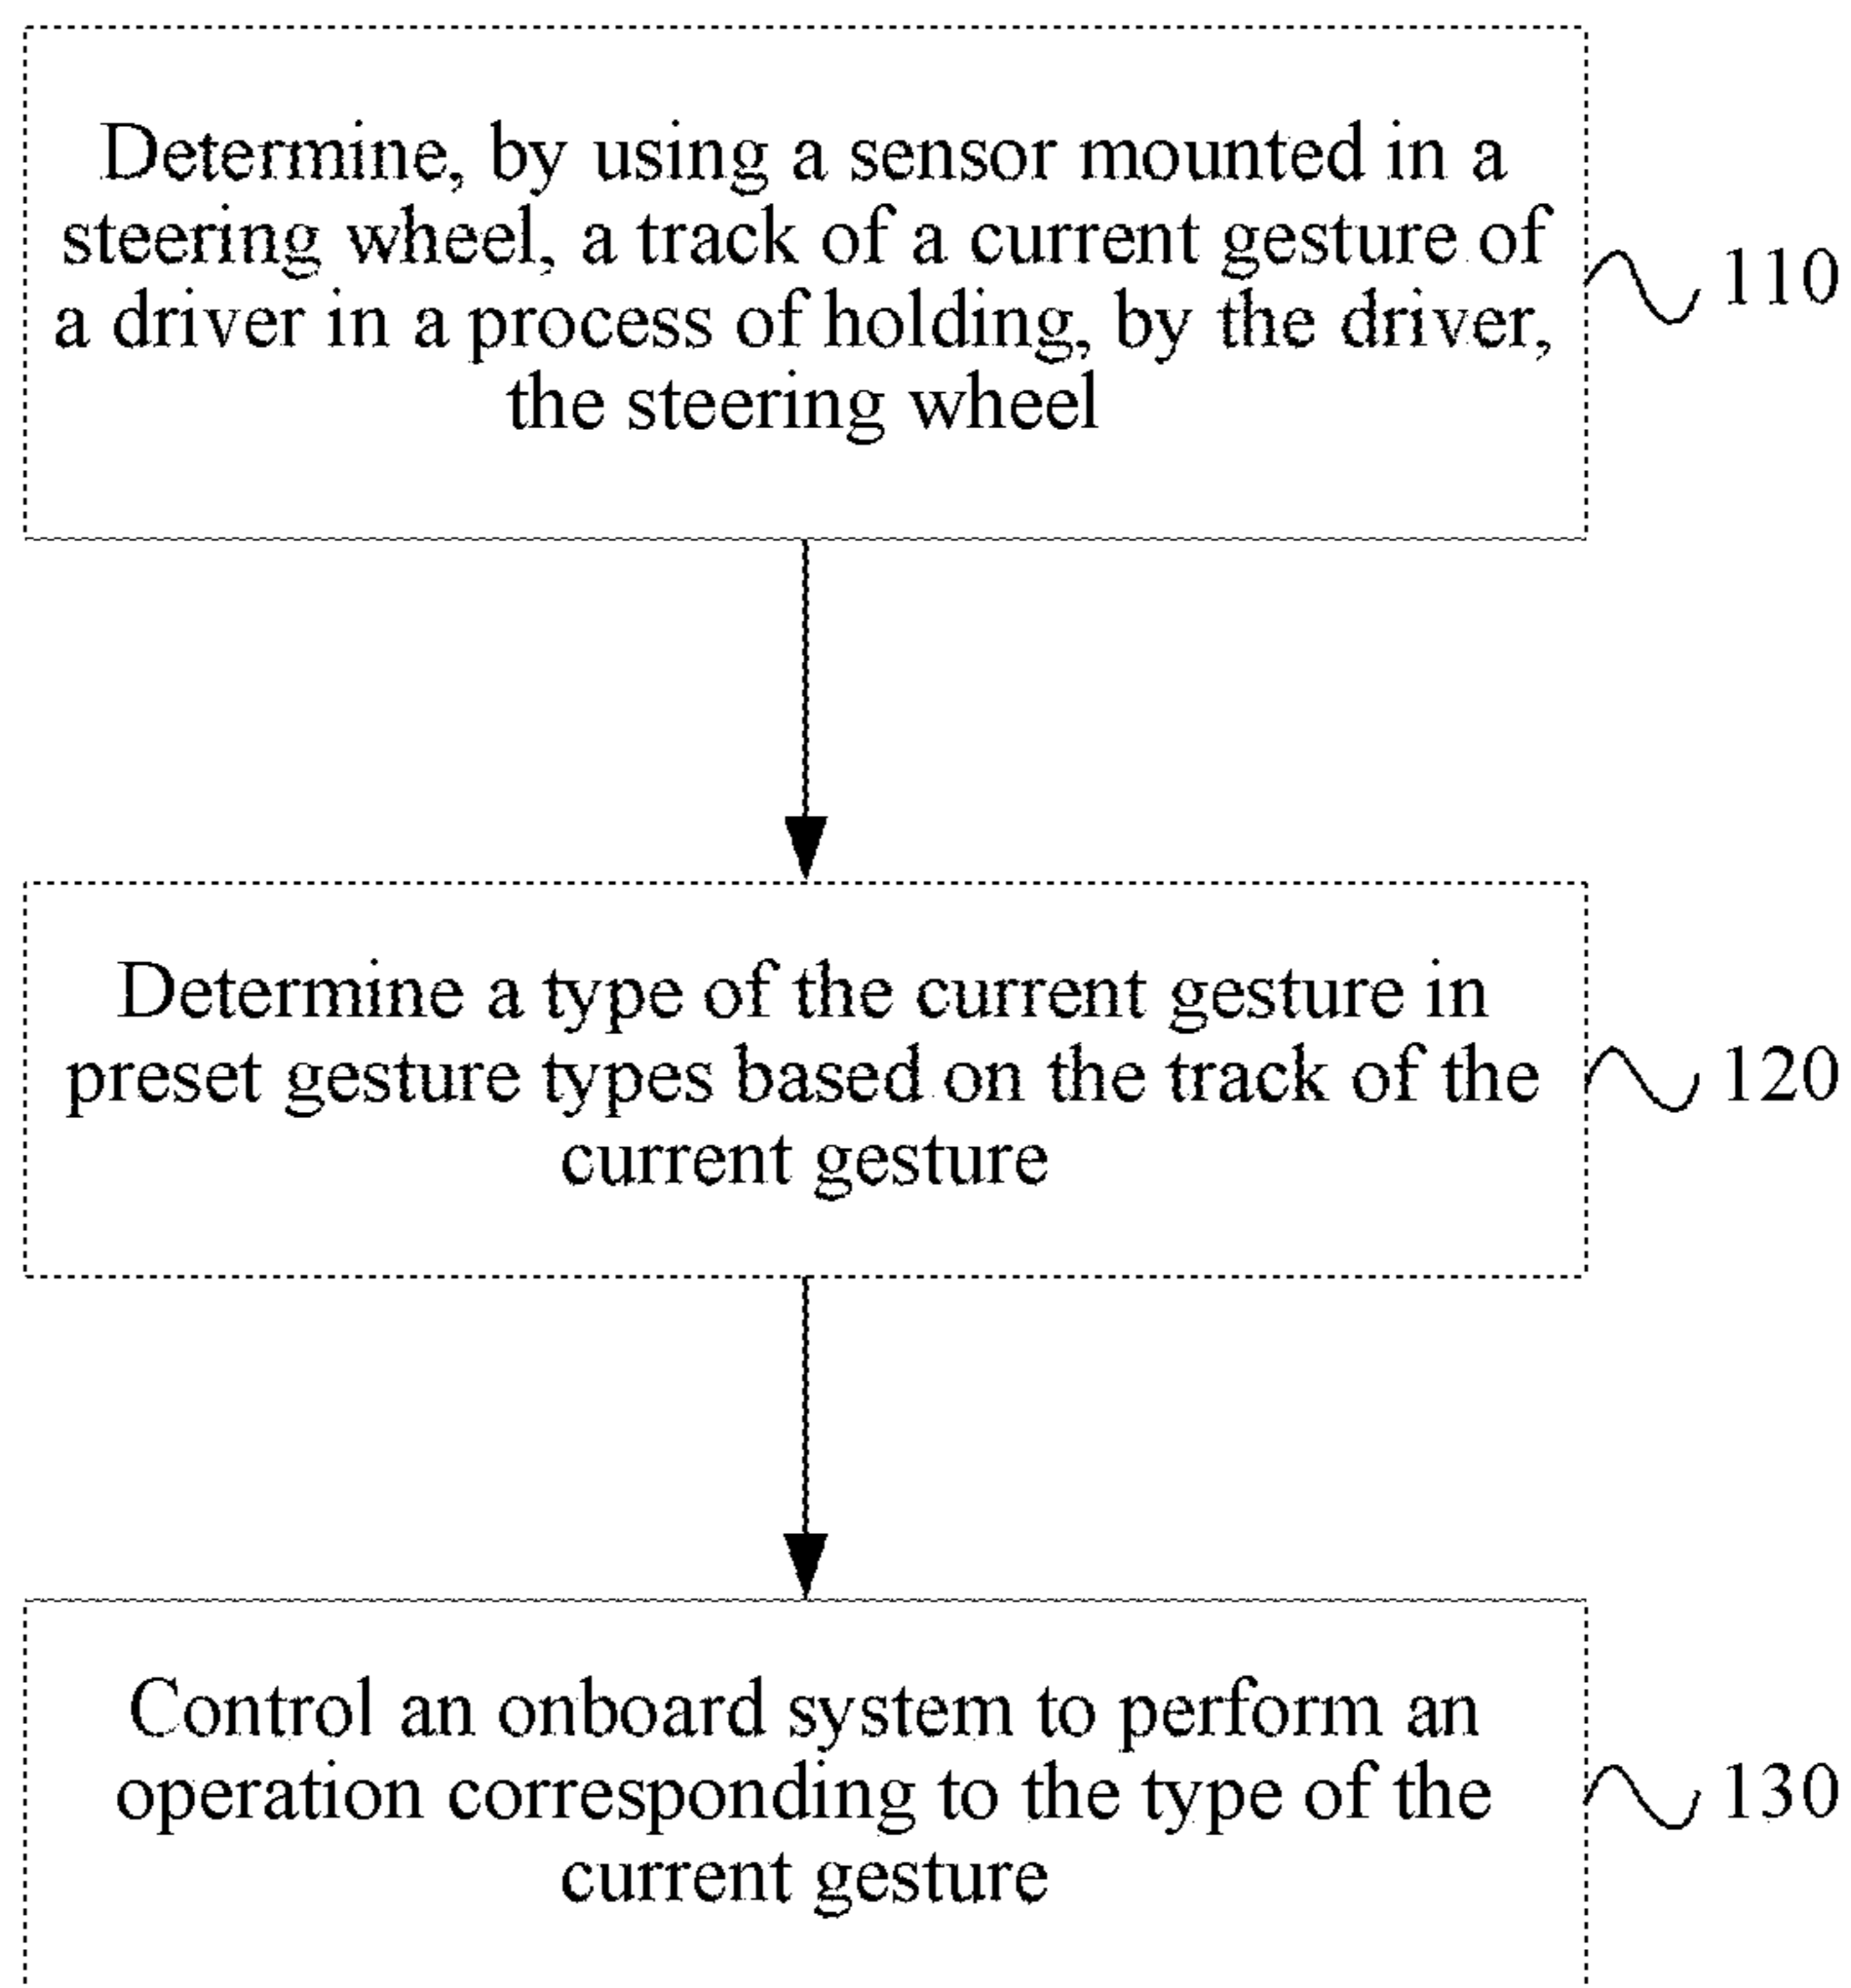 Determine, by using a sensor mounted in a
steering wheel, a track of a current gesture of
a driver in a process of holding, by the driver,
the steering wheel
110
Determine a type of the current gesture in
preset gesture types based on the track of the
current gesture
120
Control an onboard system to perform an
operation corresponding to the type of the
current gesture
130